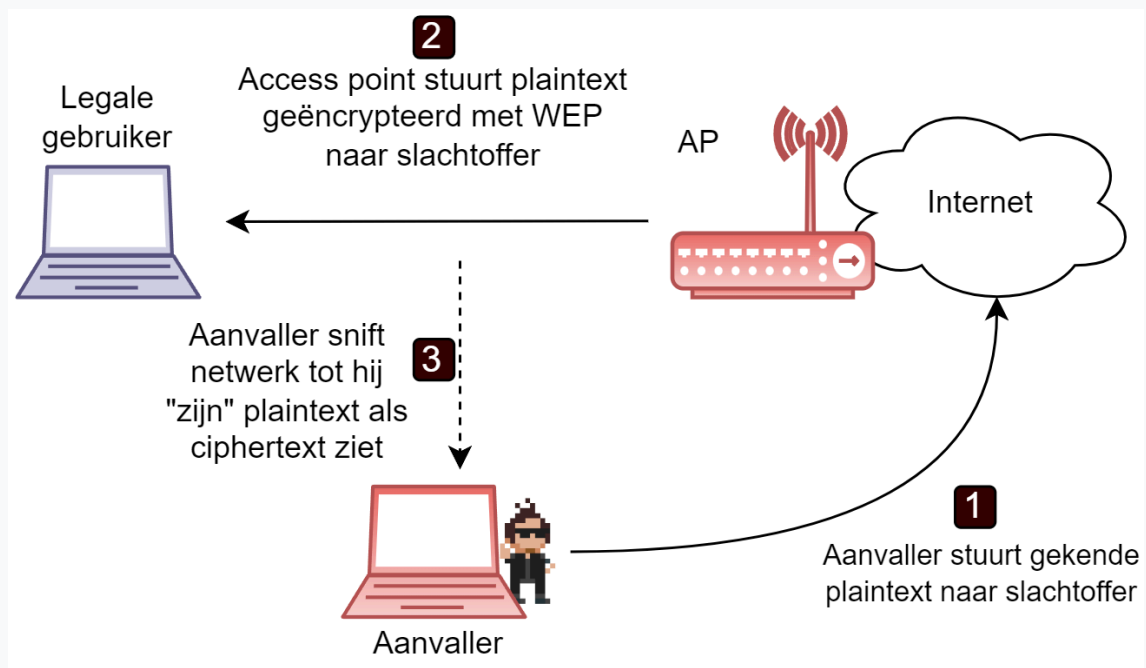 2
Access point stuurt plaintext
geëncrypteerd met WEP
naar slachtoffer
Legale
gebruiker
AP
Internet
Aanvaller snift
netwerk tot hij
"zijn" plaintext als
ciphertext ziet
3
1
Aanvaller stuurt gekende
plaintext naar slachtoffer
Aanvaller